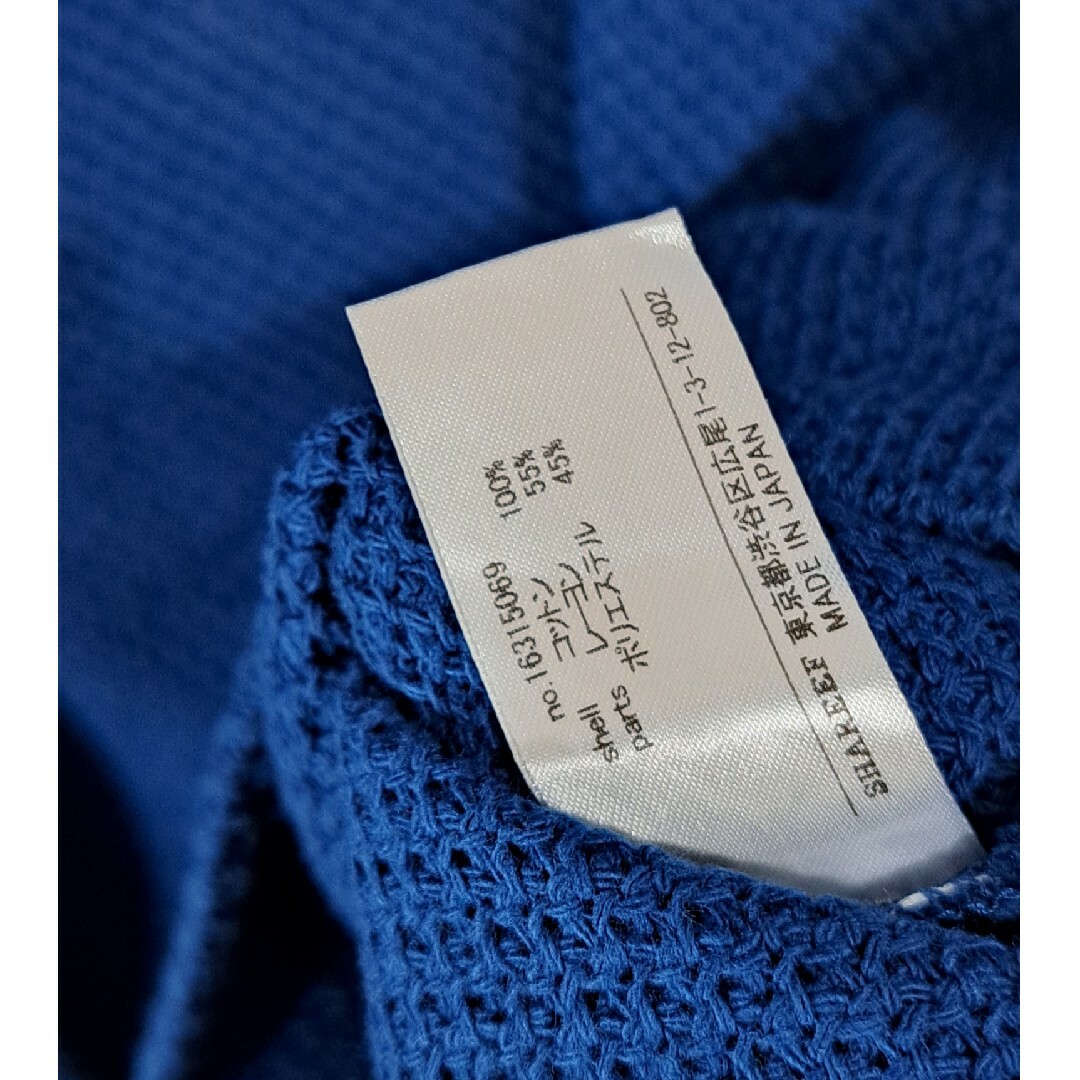 no.16315069
shell コットン 100%
レーヨン 55%
parts ポリエステル 45%
SHAREEF 東京都渋谷区広尾1-3-12-802
MADE IN JAPAN